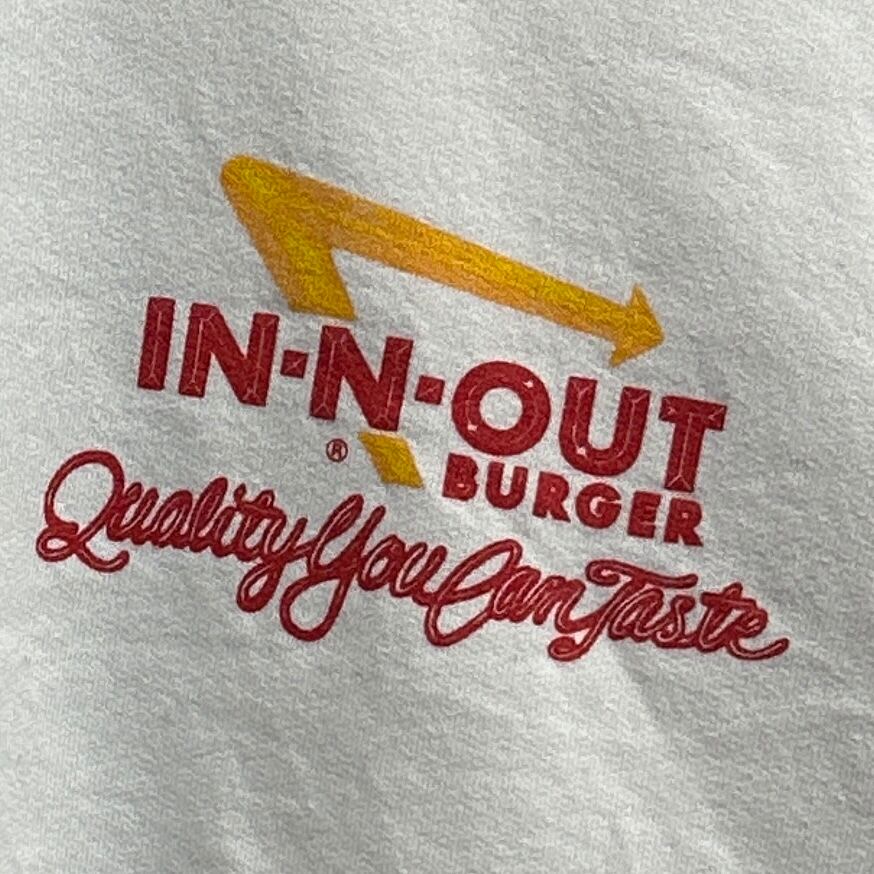 IN-N-OUT
BURGER
®
Quality You Can Taste